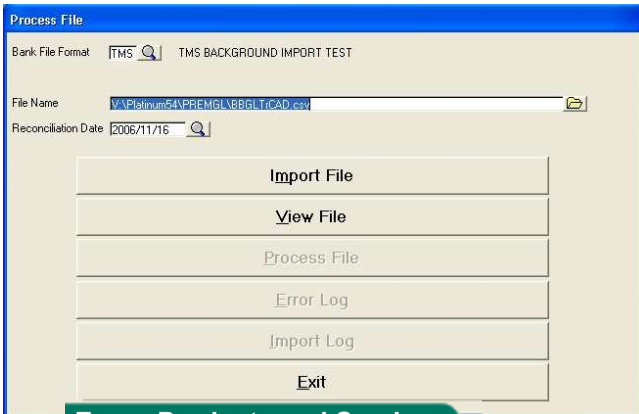 Process File
Bank File Format TMS TMS BACKGROUND IMPORT TEST
File Name V:\Platinum54\PREMGL\BBGLTrCAD.csv
Reconciliation Date 2006/11/16
Import File
View File
Process File
Error Log
Import Log
Exit